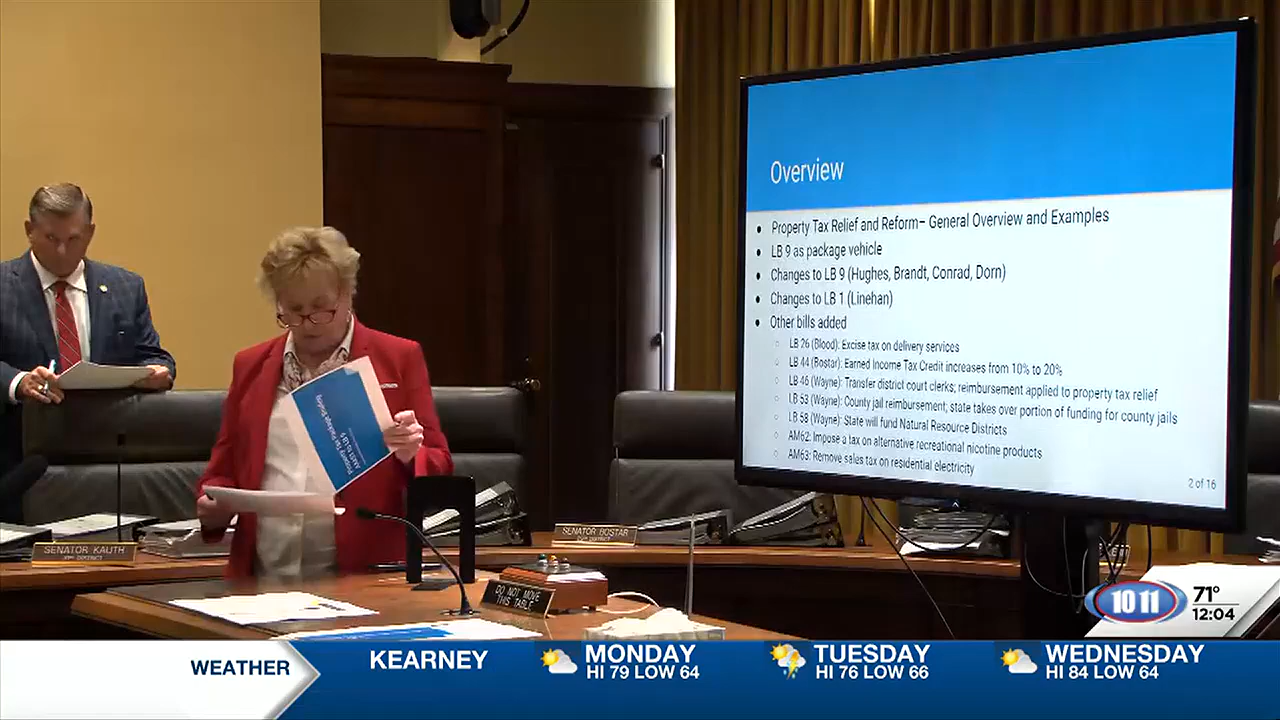 Overview
Property Tax Relief and Reform– General Overview and Examples
LB 9 as package vehicle
Changes to LB 9 (Hughes, Brandt, Conrad, Dorn)
Changes to LB 1 (Linehan)
Other bills added
LB 26 (Blood): Excise tax on delivery services
LB 44 (Bostar): Earned Income Tax Credit increases from 10% to 20%
LB 46 (Wayne): Transfer district court clerks; reimbursement applied to property tax relief
LB 53 (Wayne): County jail reimbursement; state takes over portion of funding for county jails
LB 58 (Wayne): State will fund Natural Resource Districts
AM62: Impose a tax on alternative recreational nicotine products
AM63: Remove sales tax on residential electricity
2 of 16
Property Tax Package Briefing
SENATOR KAUTH
SENATOR BOSTAR
DO NOT MOVE
THIS TABLE
10 11
71°
12:04
WEATHER
KEARNEY
MONDAY
HI 79 LOW 64
TUESDAY
HI 76 LOW 66
WEDNESDAY
HI 84 LOW 64